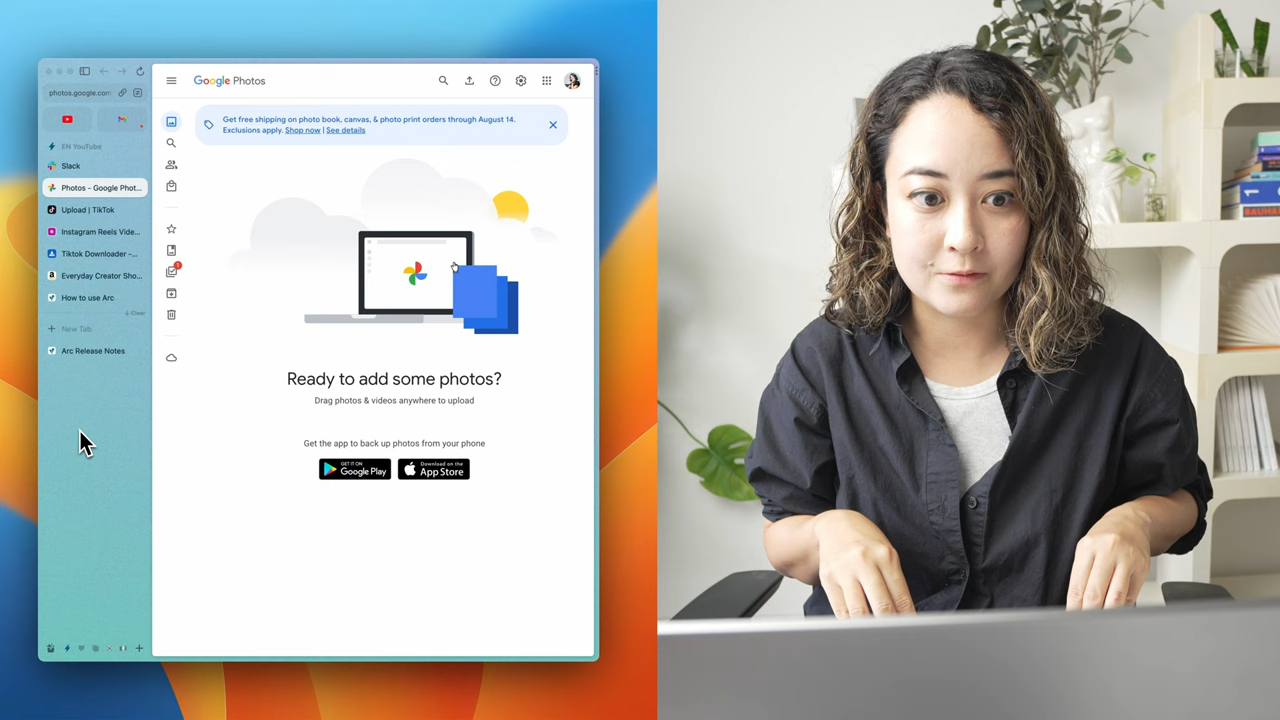 photos.google.com
EN YouTube
Slack
Photos - Google Phot...
Upload | TikTok
Instagram Reels Vide...
Tiktok Downloader -...
Everyday Creator Sho...
How to use Arc
Clear
New Tab
Arc Release Notes
Google Photos
Get free shipping on photo book, canvas, & photo print orders through August 14.
Exclusions apply. Shop now | See details
1
Ready to add some photos?
Drag photos & videos anywhere to upload
Get the app to back up photos from your phone
GET IT ON
Google Play
Download on the
App Store
BAUHAU